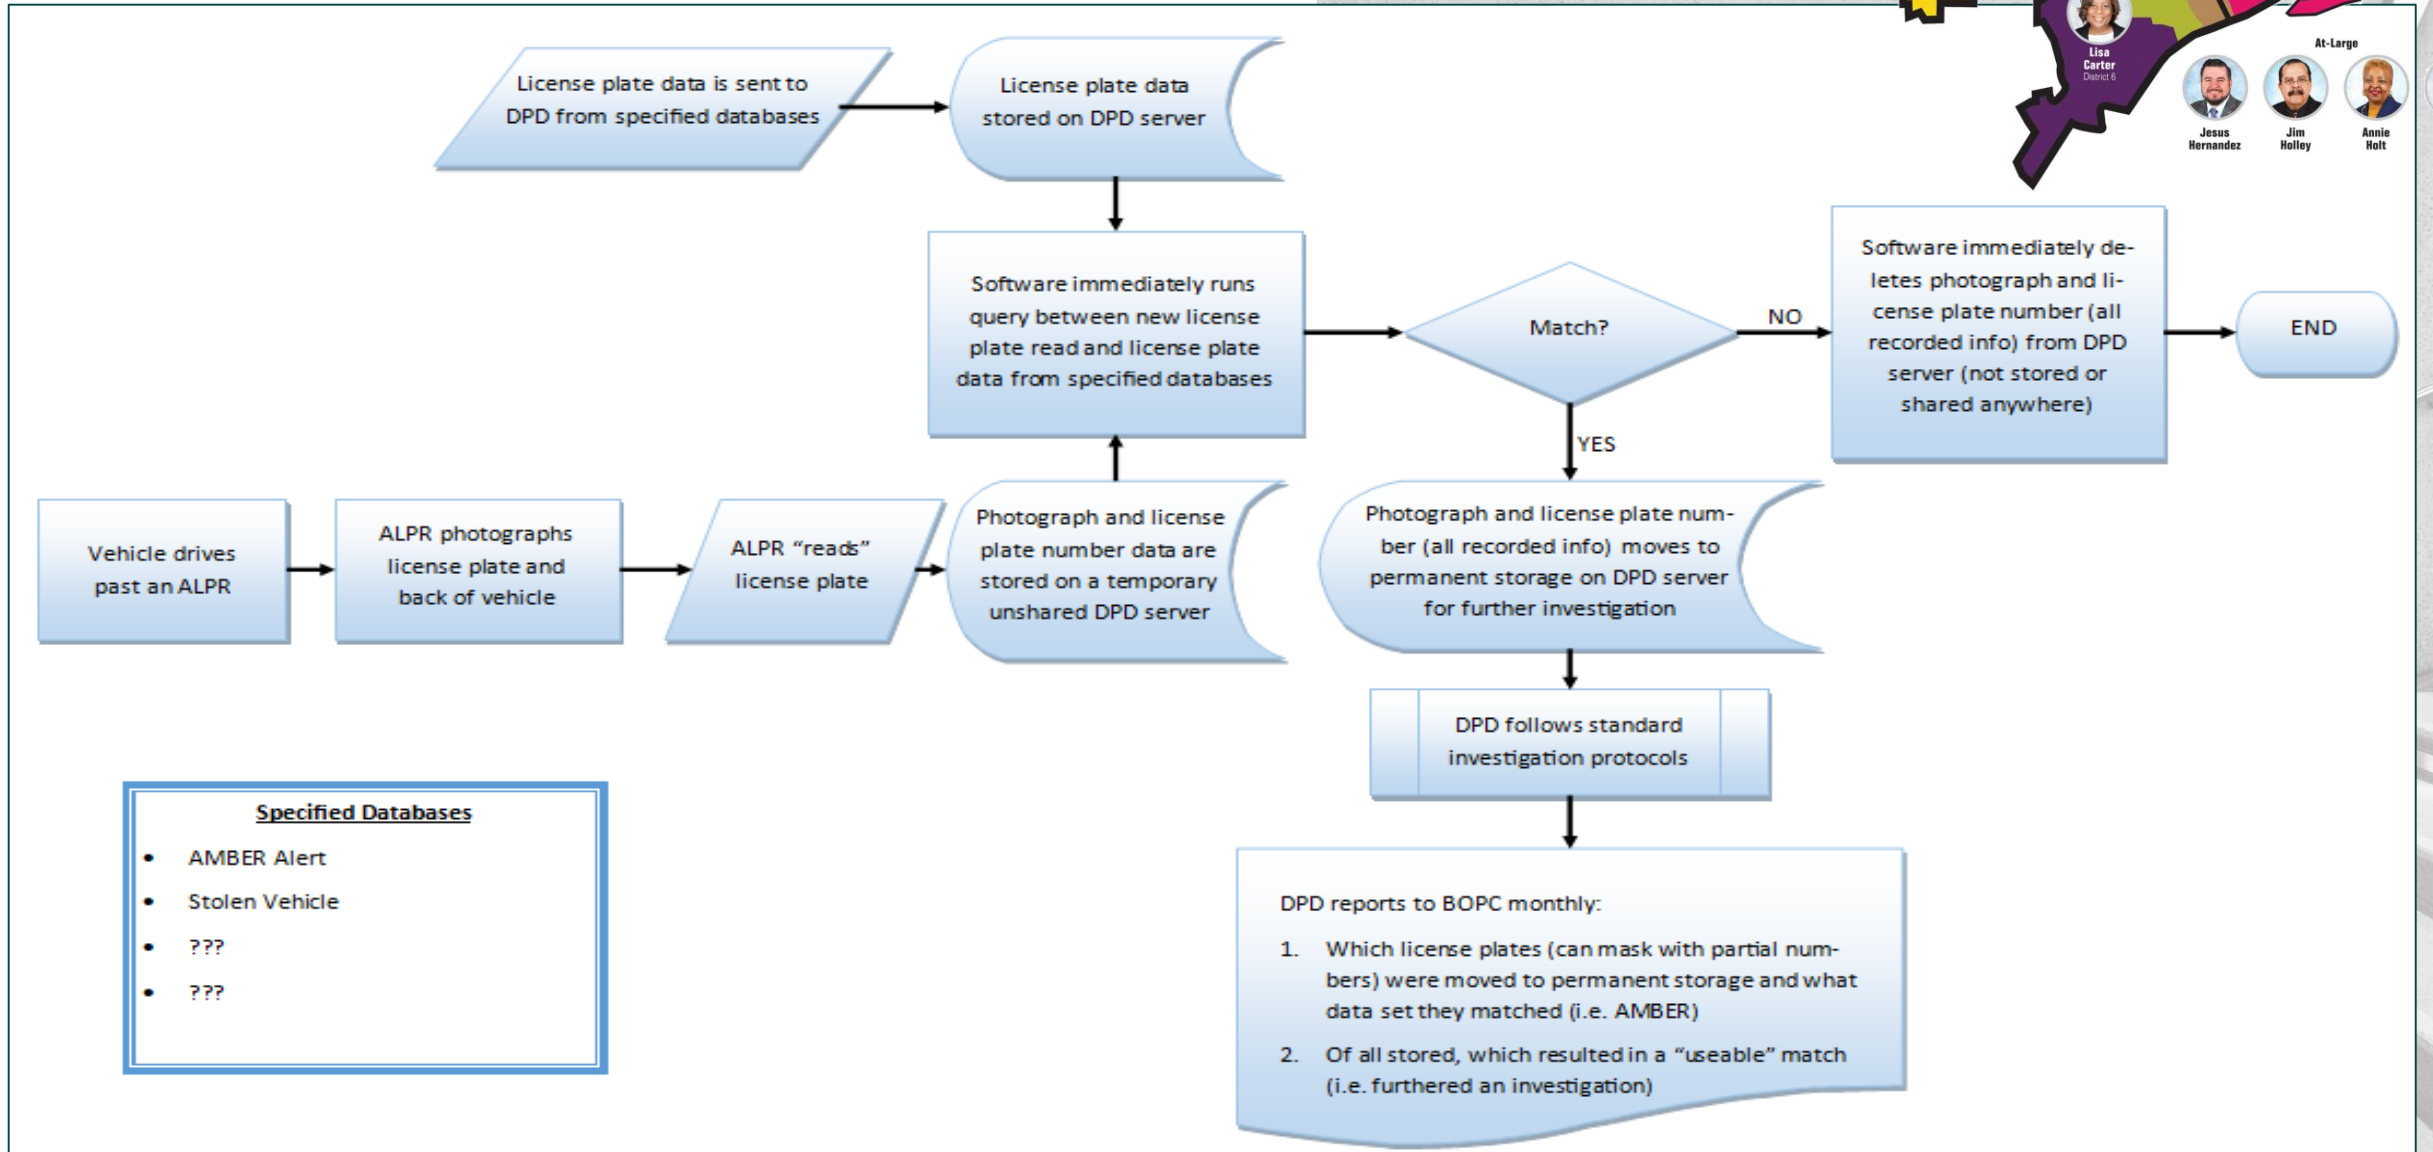 Lisa
Carter
District 6
At-Large
Jesus
Hernandez
Jim
Holley
Annie
Holt
License plate data is sent to
DPD from specified databases
License plate data
stored on DPD server
Software immediately runs
query between new license
plate read and license plate
data from specified databases
Match?
NO
Software immediately de-
letes photograph and li-
cense plate number (all
recorded info) from DPD
server (not stored or
shared anywhere)
END
YES
Vehicle drives
past an ALPR
ALPR photographs
license plate and
back of vehicle
ALPR “reads”
license plate
Photograph and license
plate number data are
stored on a temporary
unshared DPD server
Photograph and license plate num-
ber (all recorded info) moves to
permanent storage on DPD server
for further investigation
DPD follows standard
investigation protocols
Specified Databases
• AMBER Alert
• Stolen Vehicle
• ???
• ???
DPD reports to BOPC monthly:
1. Which license plates (can mask with partial num-
bers) were moved to permanent storage and what
data set they matched (i.e. AMBER)
2. Of all stored, which resulted in a “useable” match
(i.e. furthered an investigation)